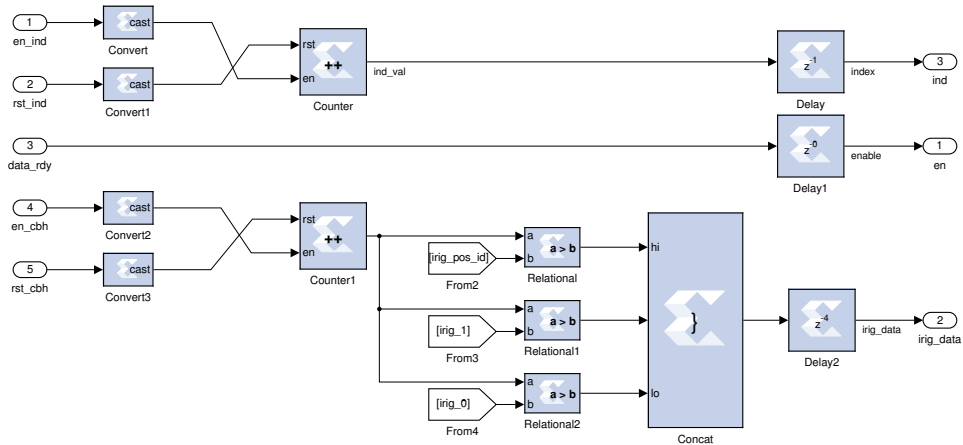 1
en_ind
cast
Convert
2
rst_ind
cast
Convert1
rst
en
++
Counter
ind_val
z-1
Delay
index
3
ind
3
data_rdy
z-0
Delay1
enable
1
en
4
en_cbh
cast
Convert2
5
rst_cbh
cast
Convert3
rst
en
++
Counter1
[irig_pos_id]
From2
a
b
a > b
Relational
[irig_1]
From3
a
b
a > b
Relational1
[irig_0]
From4
a
b
a > b
Relational2
hi
lo
}
Concat
z-4
Delay2
irig_data
2
irig_data